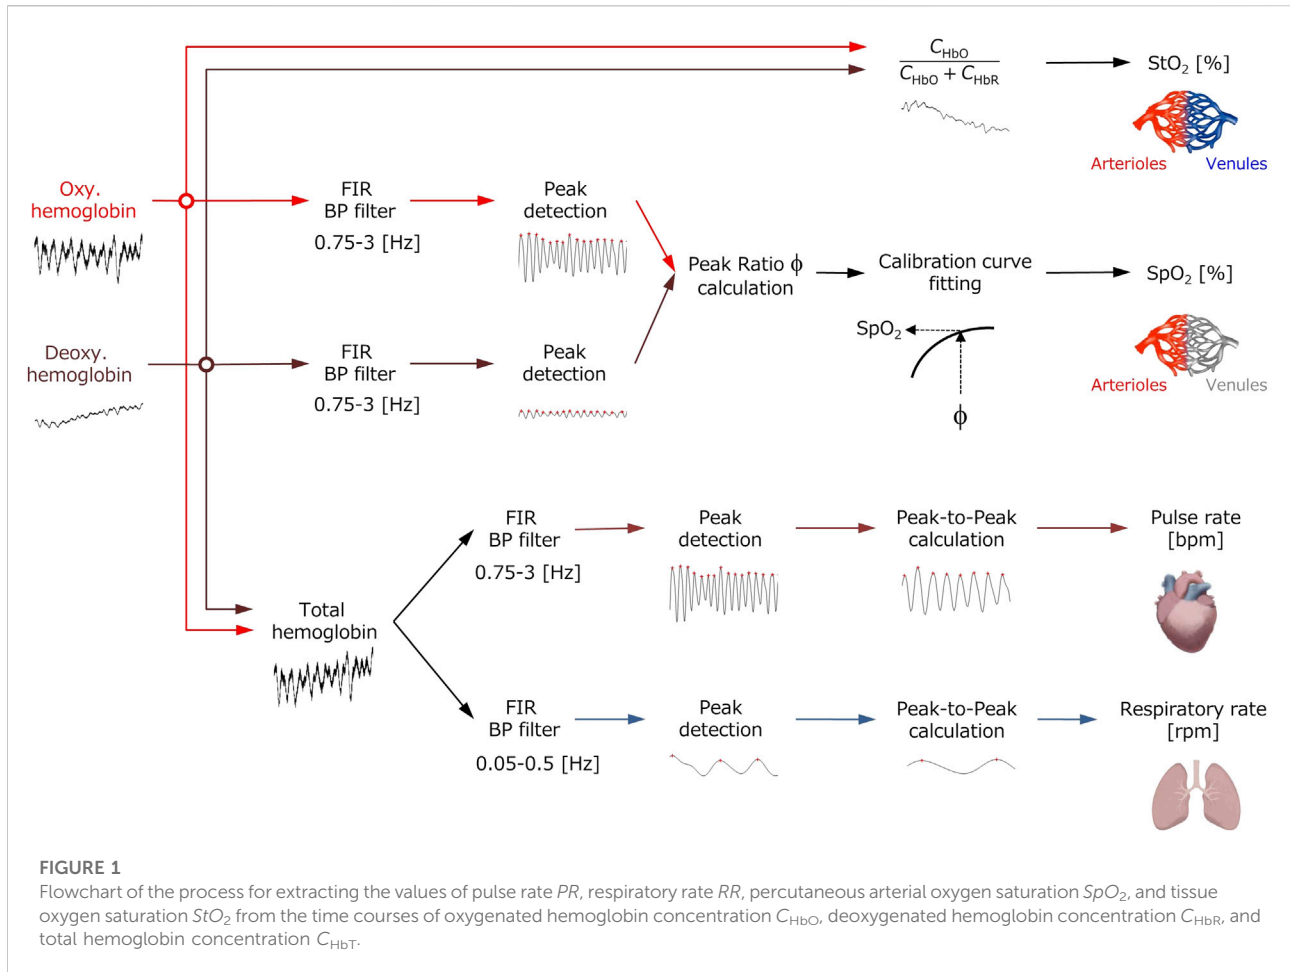 C_HbO
C_HbO + C_HbR
StO₂ [%]
Arterioles
Venules
Oxy.
hemoglobin
FIR
BP filter
0.75-3 [Hz]
Peak
detection
Peak Ratio ϕ
calculation
Calibration curve
fitting
SpO₂
ϕ
SpO₂ [%]
Arterioles
Venules
Deoxy.
hemoglobin
FIR
BP filter
0.75-3 [Hz]
Peak
detection
Total
hemoglobin
FIR
BP filter
0.75-3 [Hz]
Peak
detection
Peak-to-Peak
calculation
Pulse rate
[bpm]
FIR
BP filter
0.05-0.5 [Hz]
Peak
detection
Peak-to-Peak
calculation
Respiratory rate
[rpm]
FIGURE 1
Flowchart of the process for extracting the values of pulse rate PR, respiratory rate RR, percutaneous arterial oxygen saturation SpO₂, and tissue
oxygen saturation StO₂ from the time courses of oxygenated hemoglobin concentration C_HbO, deoxygenated hemoglobin concentration C_HbR, and
total hemoglobin concentration C_HbT.